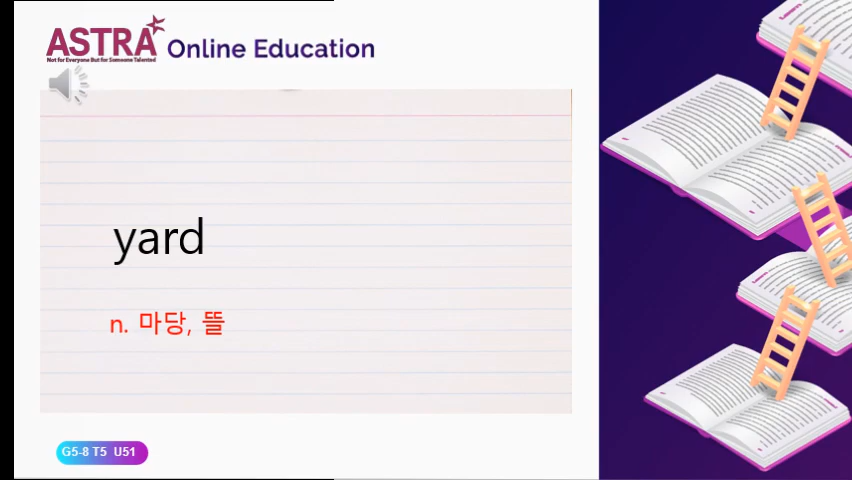 ASTRA Online Education
Not for Everyone But for Someone Talented
yard
n. 마당, 뜰
G5-8 T5 U51